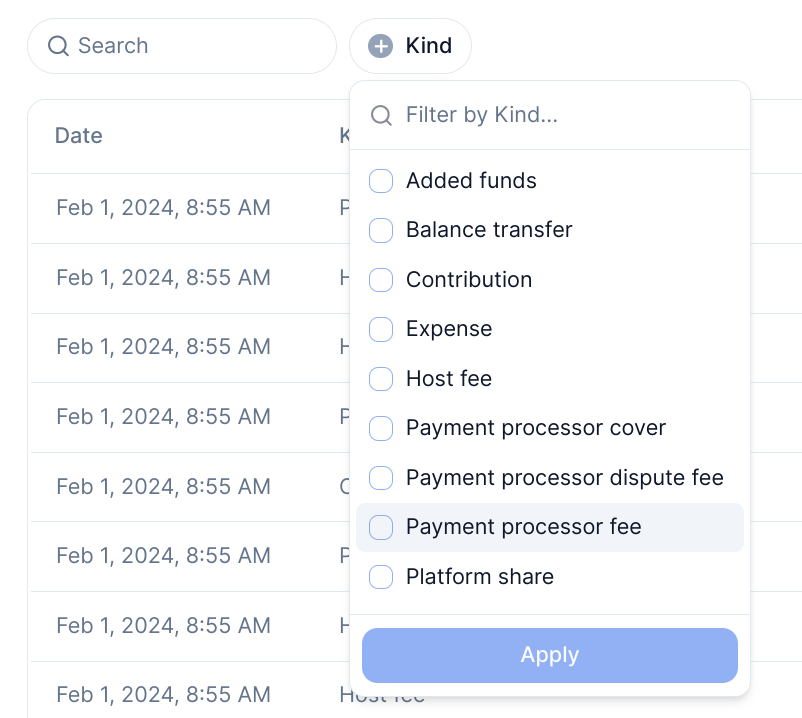 Search
Kind
Filter by Kind...
Date
Added funds
Feb 1, 2024, 8:55 AM
Balance transfer
Feb 1, 2024, 8:55 AM
Contribution
Expense
Feb 1, 2024, 8:55 AM
Host fee
Feb 1, 2024, 8:55 AM
Payment processor cover
Payment processor dispute fee
Feb 1, 2024, 8:55 AM
Payment processor fee
Feb 1, 2024, 8:55 AM
Platform share
Feb 1, 2024, 8:55 AM
Apply
Feb 1, 2024, 8:55 AM
Host fee